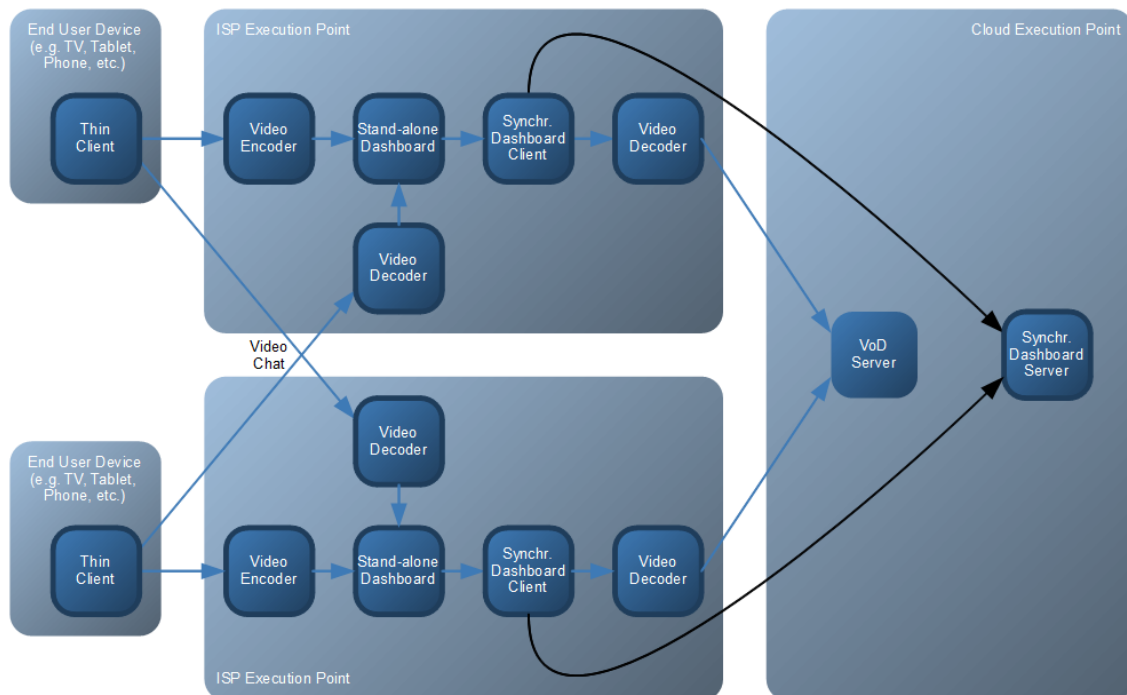 End User Device
(e.g. TV, Tablet,
Phone, etc.)
Thin
Client
ISP Execution Point
Video
Encoder
Stand-alone
Dashboard
Synchr.
Dashboard
Client
Video
Decoder
Video
Decoder
Cloud Execution Point
VoD
Server
Synchr.
Dashboard
Server
Video
Chat
End User Device
(e.g. TV, Tablet,
Phone, etc.)
Thin
Client
Video
Decoder
Video
Encoder
Stand-alone
Dashboard
Synchr.
Dashboard
Client
Video
Decoder
ISP Execution Point